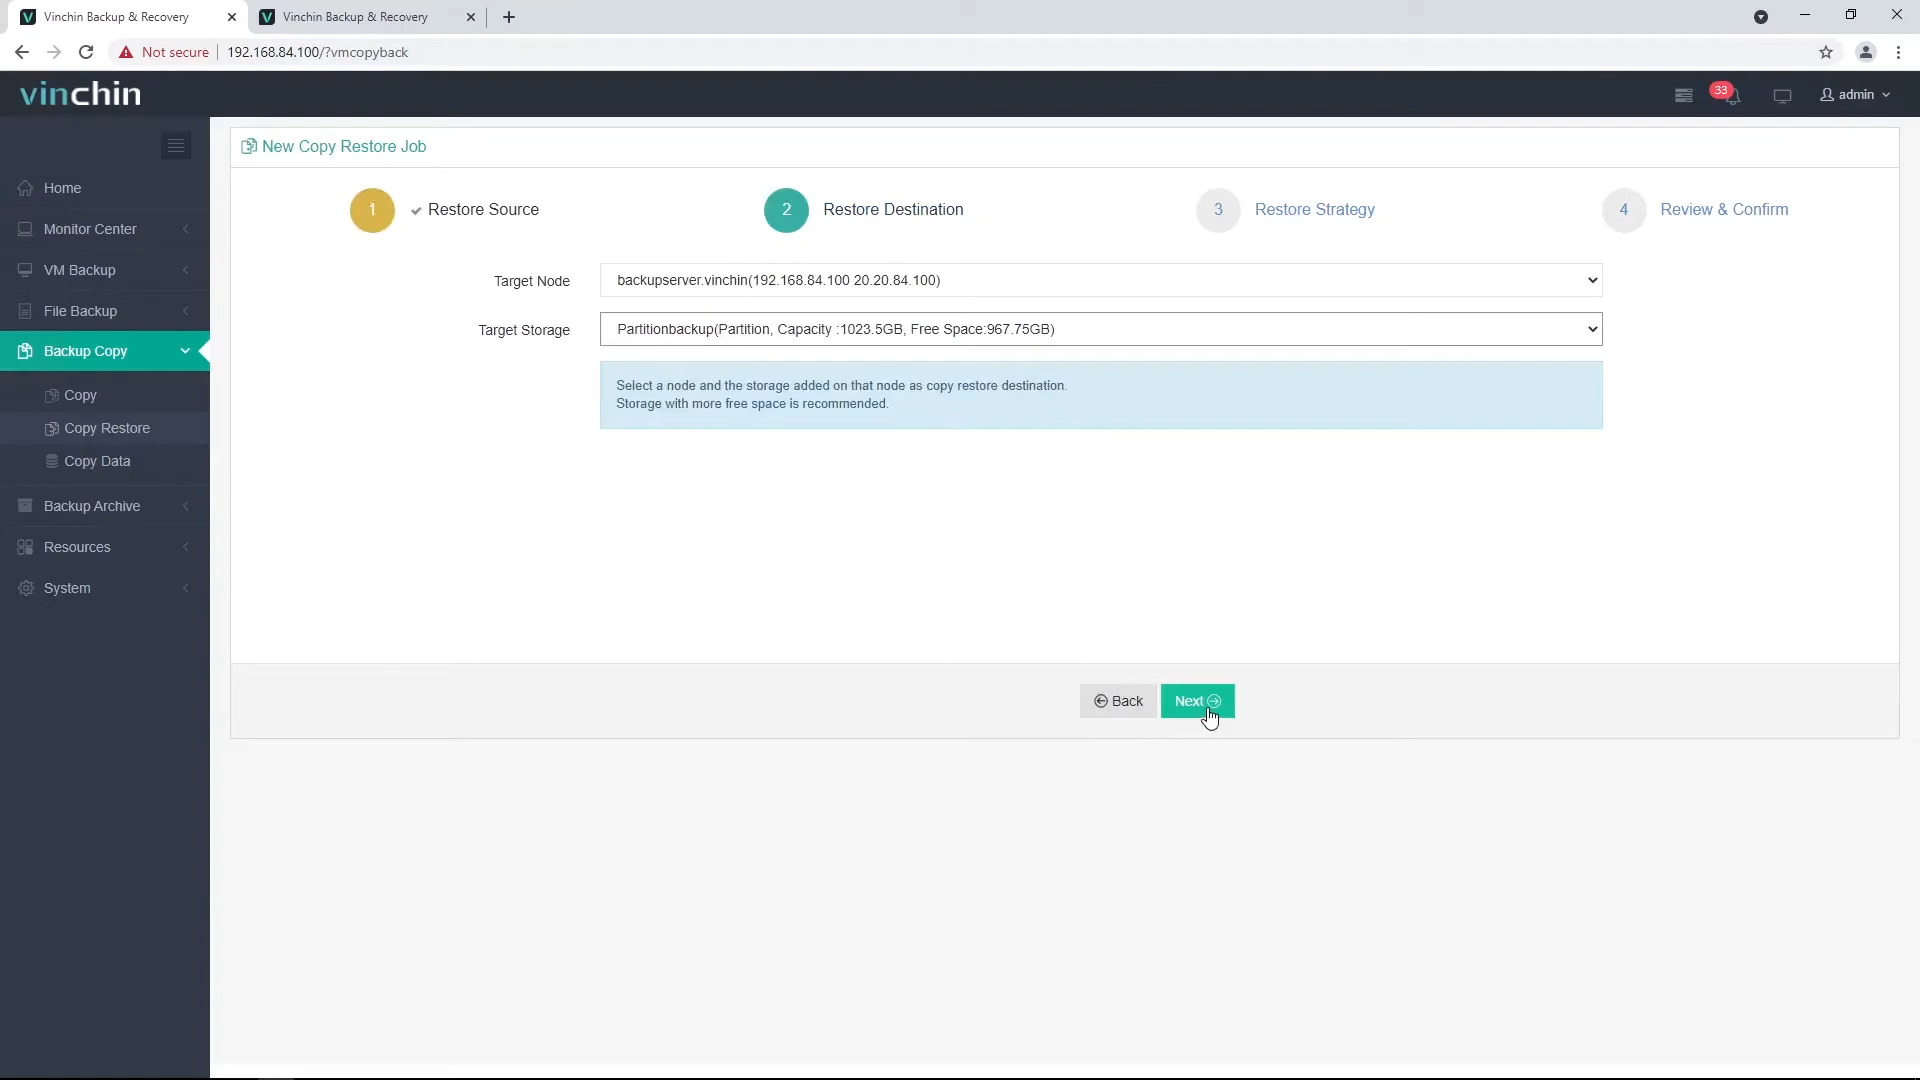 Vinchin Backup & Recovery
Vinchin Backup & Recovery
Not secure
192.168.84.100/?vmcopyback
vinchin
33
admin
New Copy Restore Job
Home
Monitor Center
VM Backup
File Backup
Backup Copy
Copy
Copy Restore
Copy Data
Backup Archive
Resources
System
1 Restore Source
2 Restore Destination
3 Restore Strategy
4 Review & Confirm
Target Node
backupserver.vinchin(192.168.84.100 20.20.84.100)
Target Storage
Partitionbackup(Partition, Capacity :1023.5GB, Free Space:967.75GB)
Select a node and the storage added on that node as copy restore destination.
Storage with more free space is recommended.
Back
Next